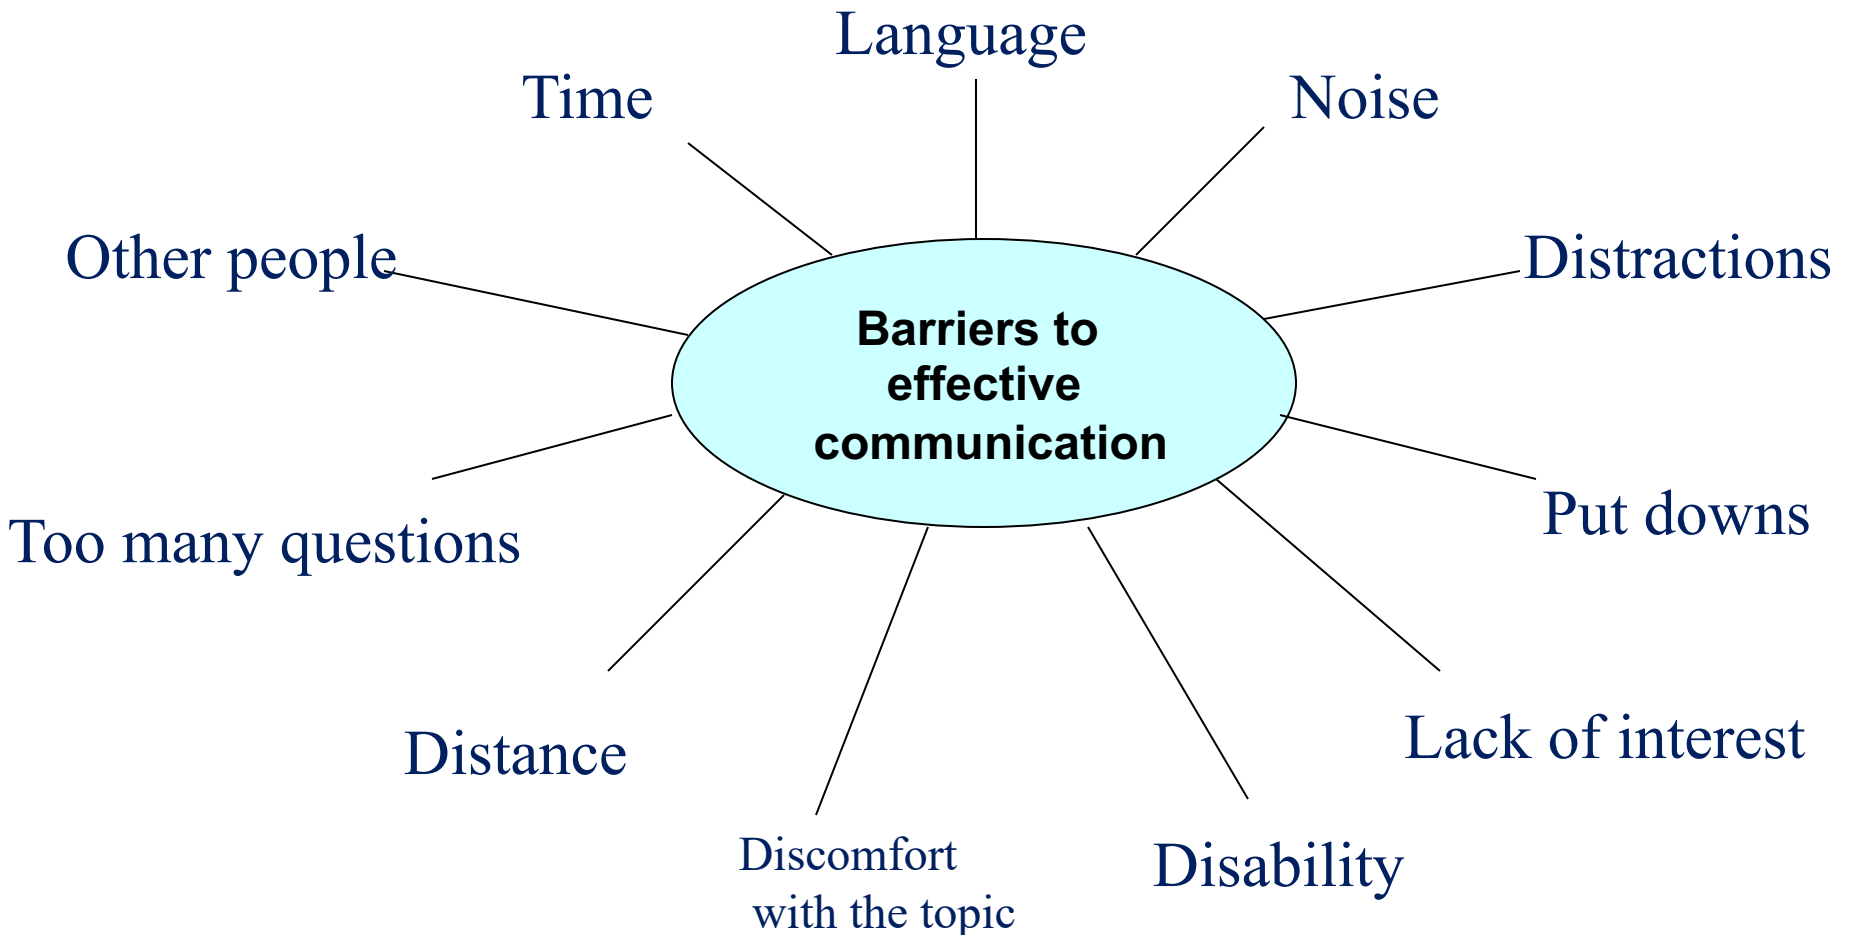 Language
Time
Noise
Other people
Distractions
Barriers to
effective
communication
Too many questions
Put downs
Distance
Lack of interest
Discomfort
with the topic
Disability